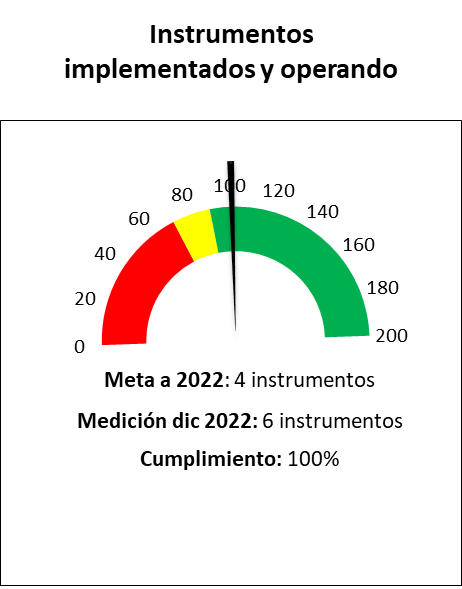 Instrumentos
implementados y operando
0
20
40
60
80
100
120
140
160
180
200
Meta a 2022: 4 instrumentos
Medición dic 2022: 6 instrumentos
Cumplimiento: 100%